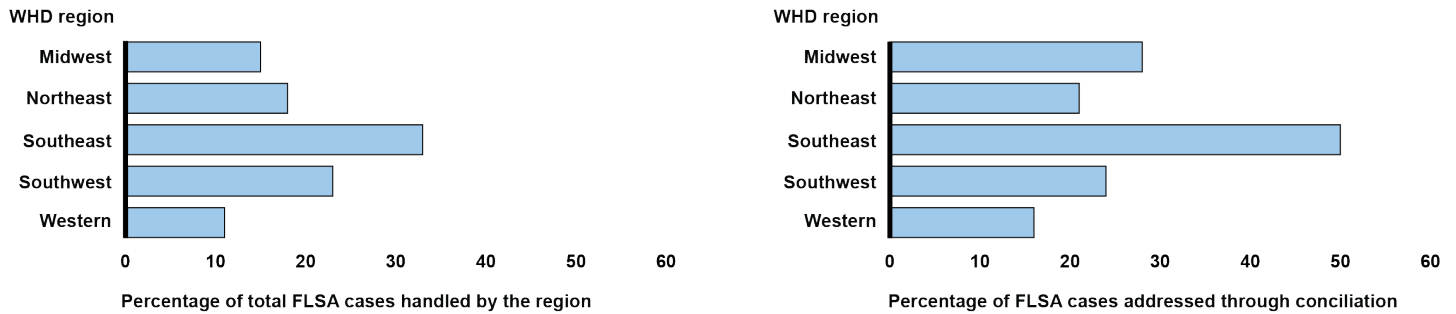 WHD region
Midwest
Northeast
Southeast
Southwest
Western
0 10 20 30 40 50 60
Percentage of total FLSA cases handled by the region
WHD region
Midwest
Northeast
Southeast
Southwest
Western
0 10 20 30 40 50 60
Percentage of FLSA cases addressed through conciliation